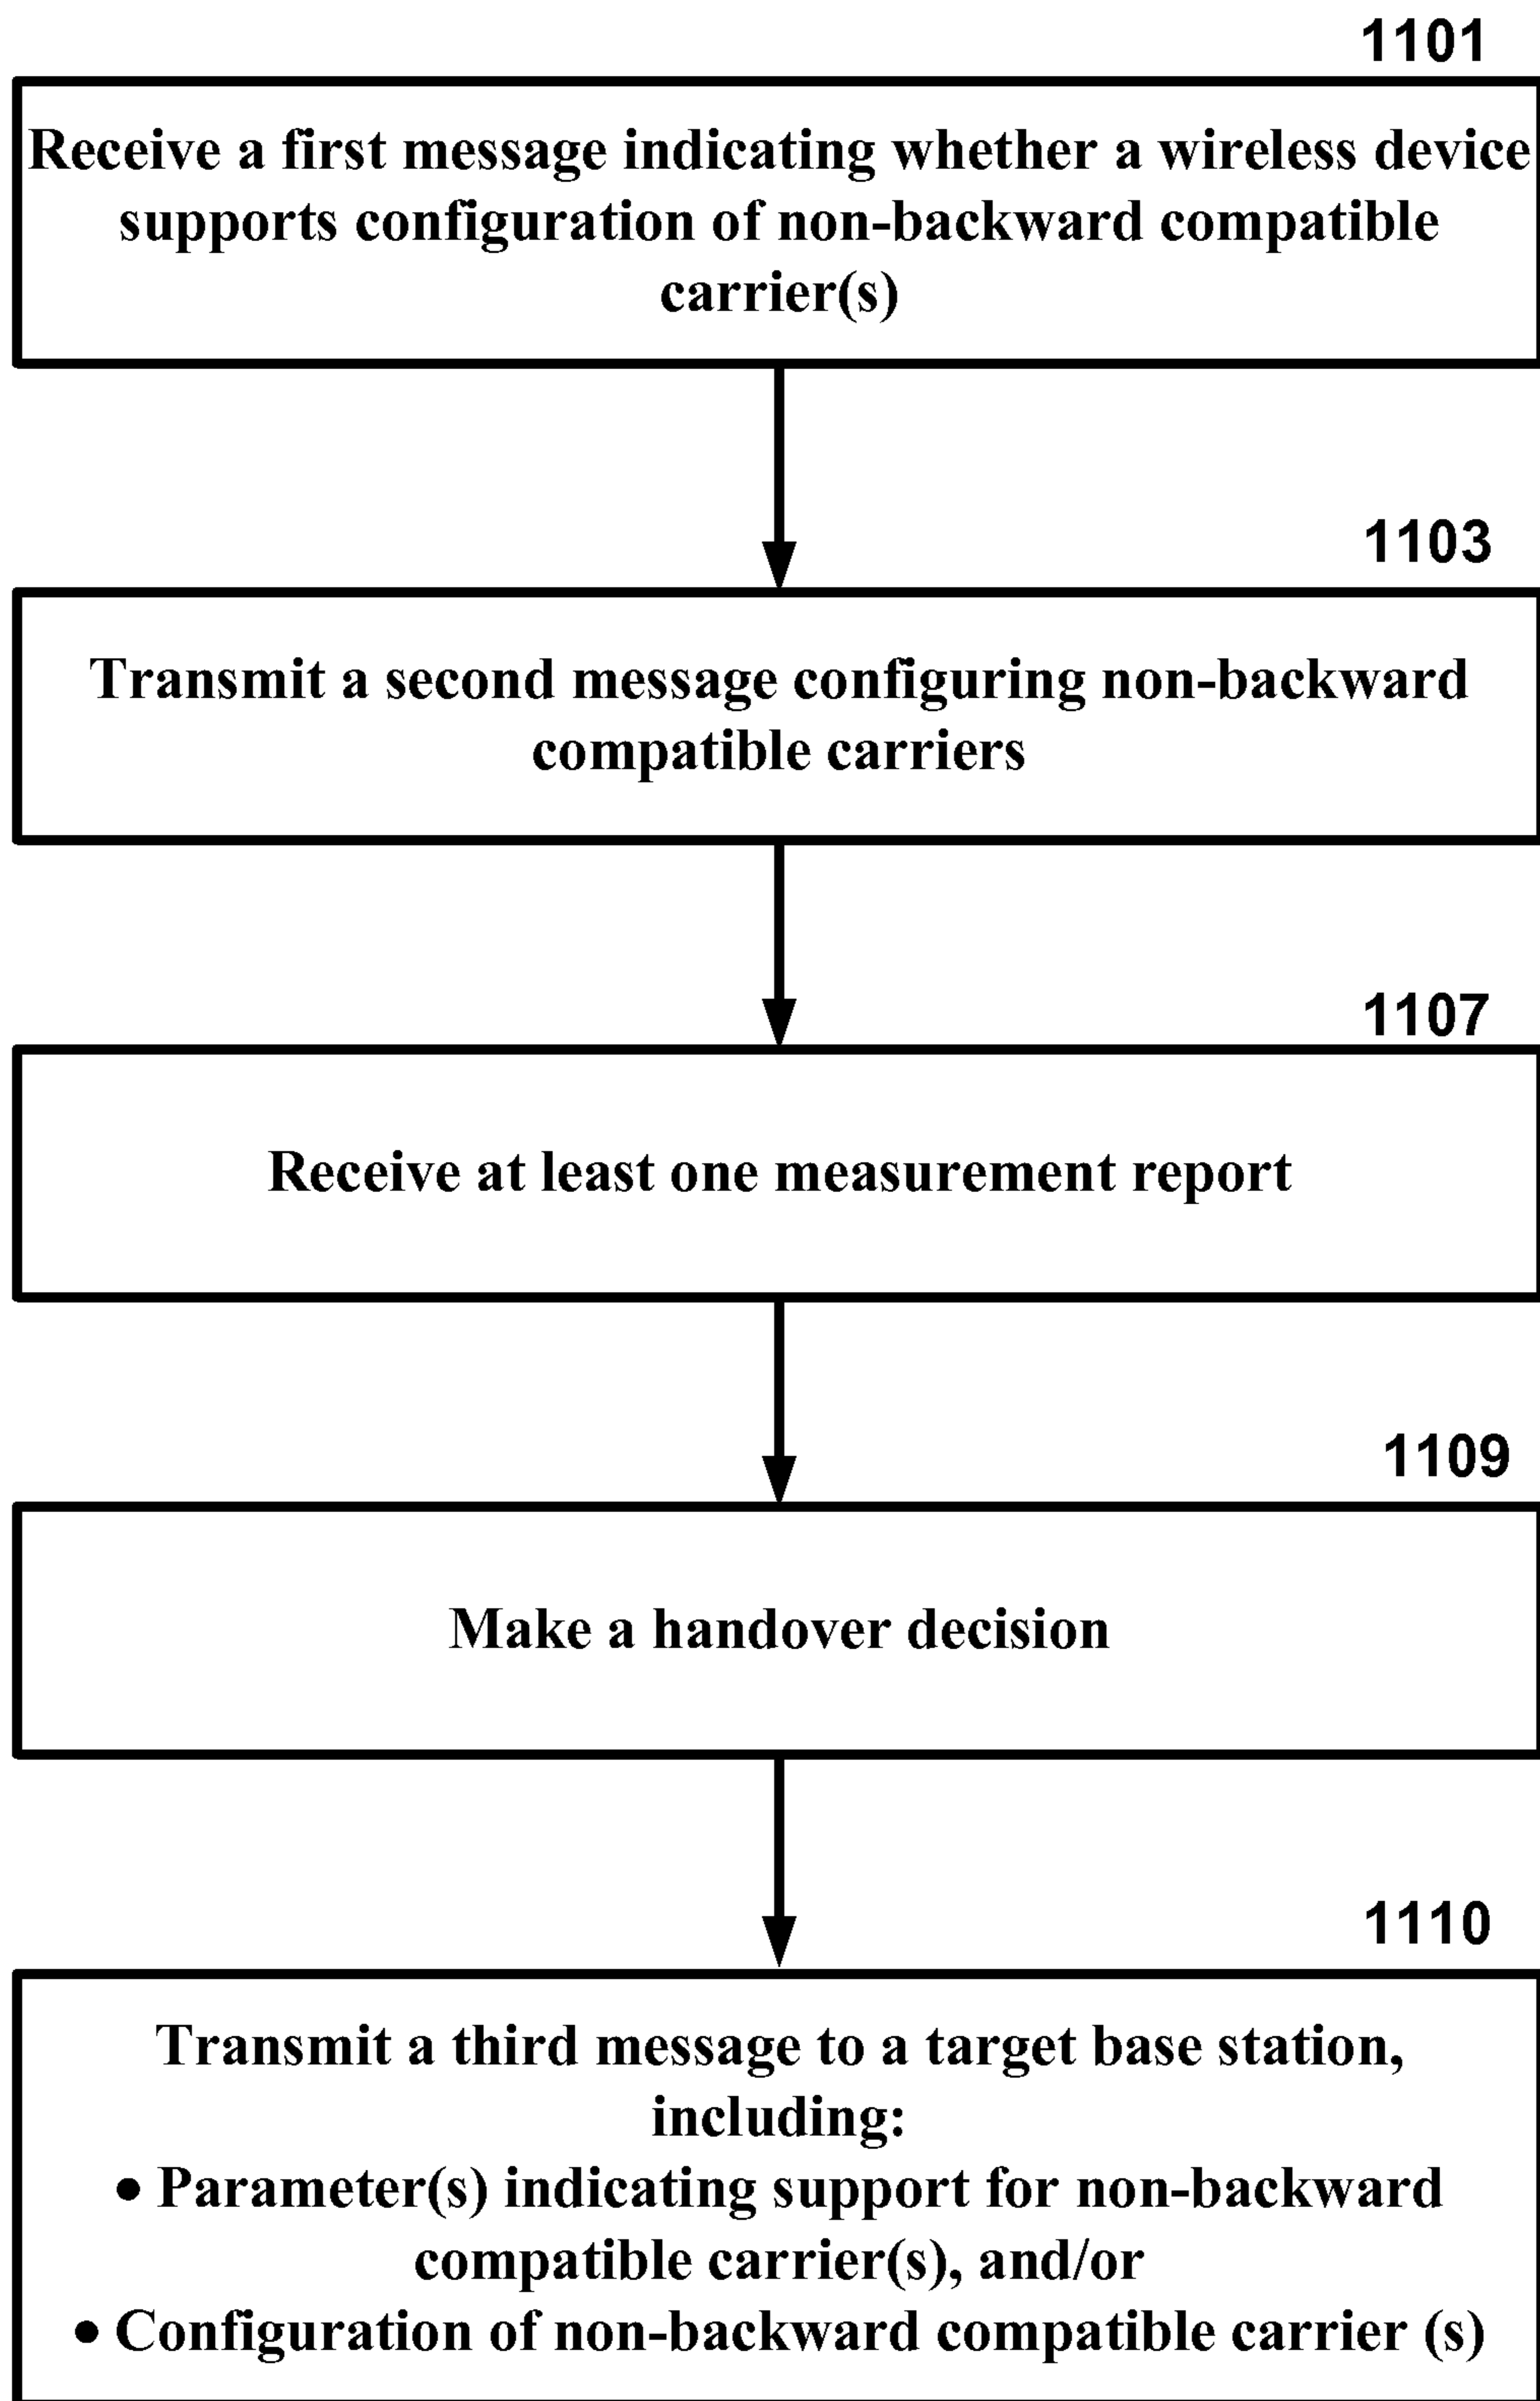 1101
Receive a first message indicating whether a wireless device
supports configuration of non-backward compatible
carrier(s)
1103
Transmit a second message configuring non-backward
compatible carriers
1107
Receive at least one measurement report
1109
Make a handover decision
1110
Transmit a third message to a target base station,
including:
• Parameter(s) indicating support for non-backward
compatible carrier(s), and/or
• Configuration of non-backward compatible carrier (s)